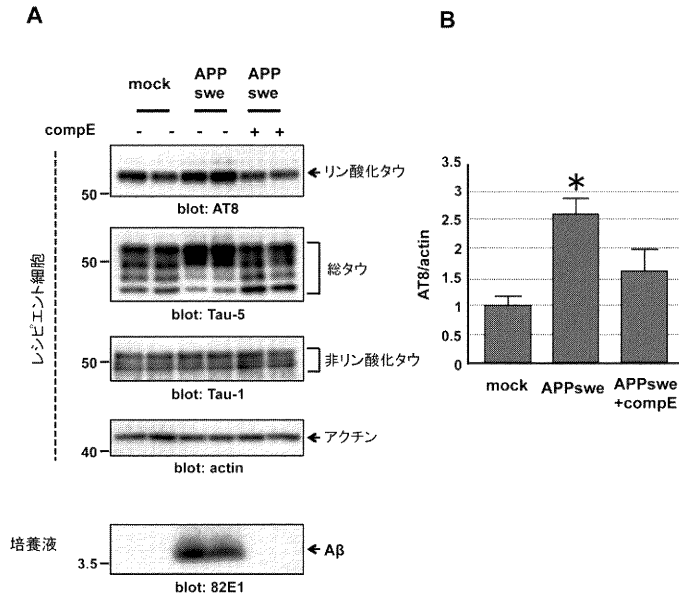 A
mock
APP
swe
APP
swe
compE
- - - - + +
レシピエント細胞
50
リン酸化タウ
blot: AT8
50
総タウ
blot: Tau-5
50
非リン酸化タウ
blot: Tau-1
40
アクチン
blot: actin
培養液
3.5
Aβ
blot: 82E1
B
AT8/actin
3.5
3
2.5
2
1.5
1
0.5
0
*
mock
APPswe
APPswe
+compE